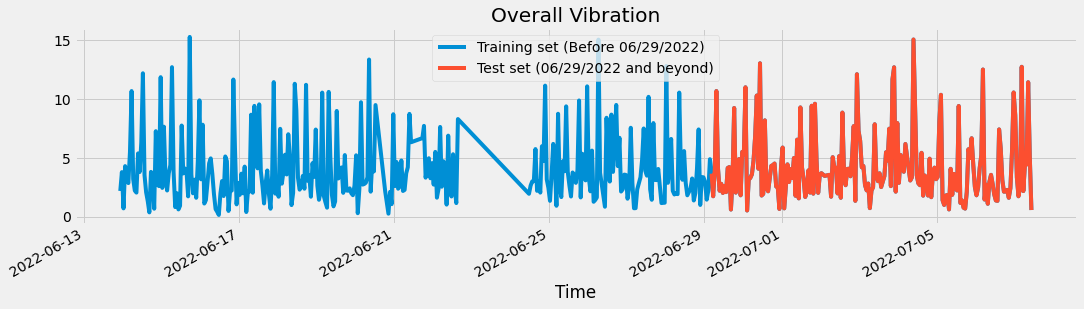 Overall Vibration
Training set (Before 06/29/2022)
Test set (06/29/2022 and beyond)
15
10
5
0
2022-06-13
2022-06-17
2022-06-21
2022-06-25
2022-06-29
2022-07-01
2022-07-05
Time